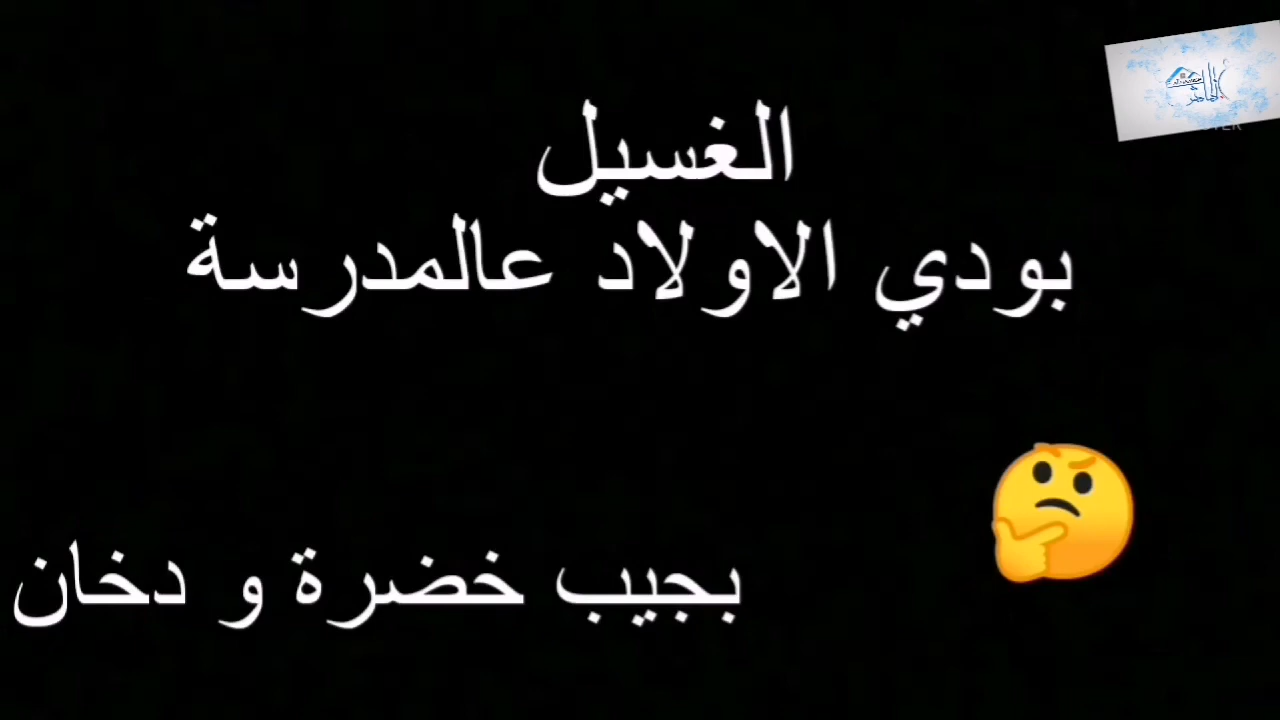 الغسيل
بودي الاولاد عالمدرسة
بجيب خضرة و دخان